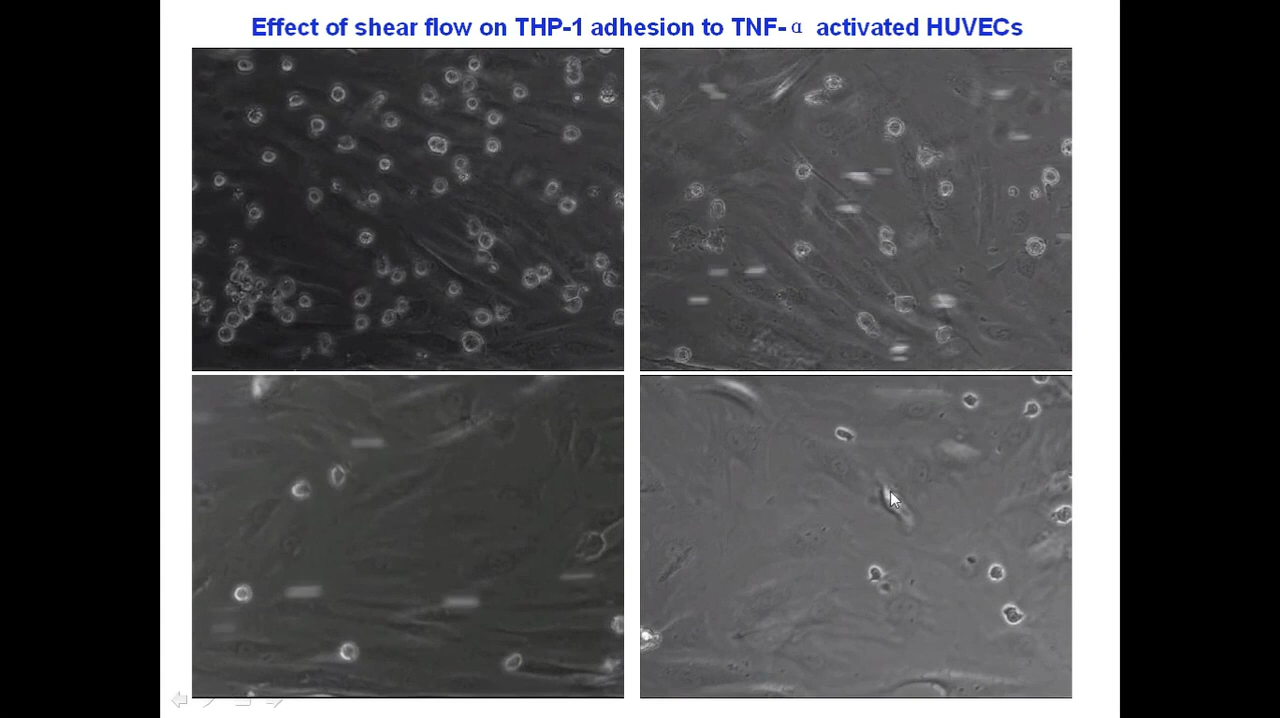 Effect of shear flow on THP-1 adhesion to TNF-α activated HUVECs